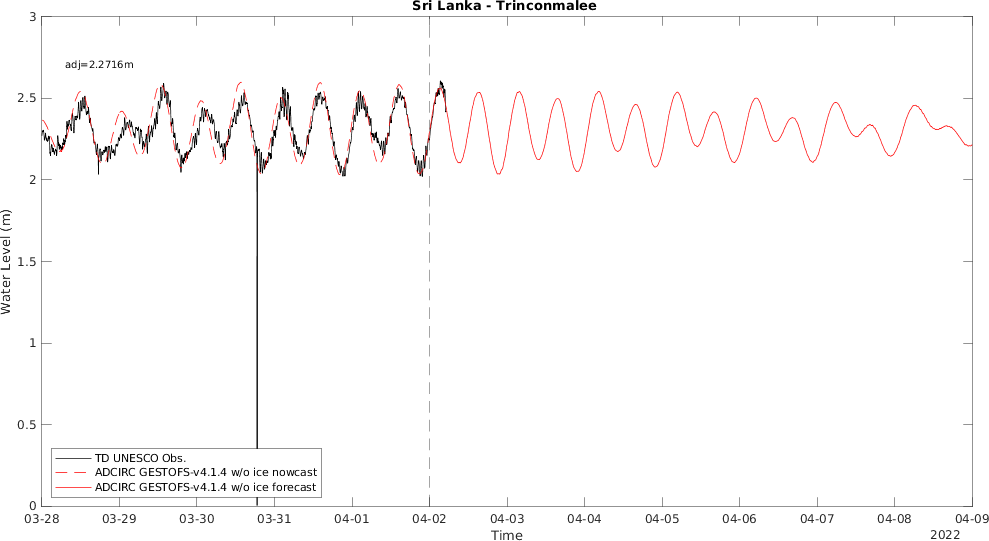 Sri Lanka - Trinconmalee
adj=2.2716m
3
2.5
2
1.5
1
0.5
0
Water Level (m)
TD UNESCO Obs.
ADCIRC GESTOFS-v4.1.4 w/o ice nowcast
ADCIRC GESTOFS-v4.1.4 w/o ice forecast
03-28 03-29 03-30 03-31 04-01 04-02 04-03 04-04 04-05 04-06 04-07 04-08 04-09
Time
2022